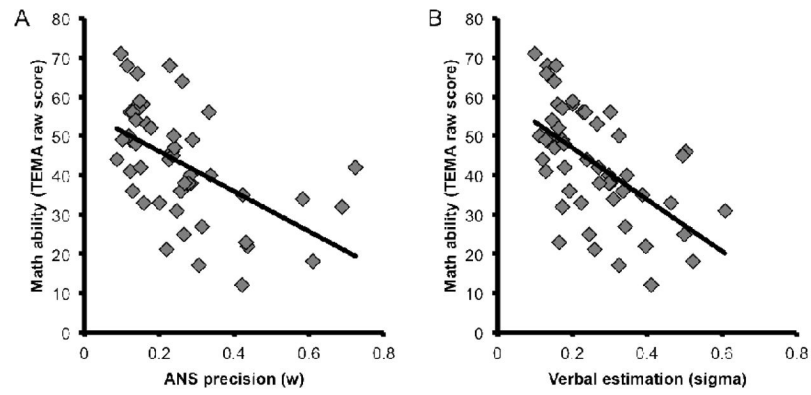 A
Math ability (TEMA raw score)
80
70
60
50
40
30
20
10
0
0 0.2 0.4 0.6 0.8
ANS precision (w)
B
Math ability (TEMA raw score)
80
70
60
50
40
30
20
10
0
0 0.2 0.4 0.6 0.8
Verbal estimation (sigma)